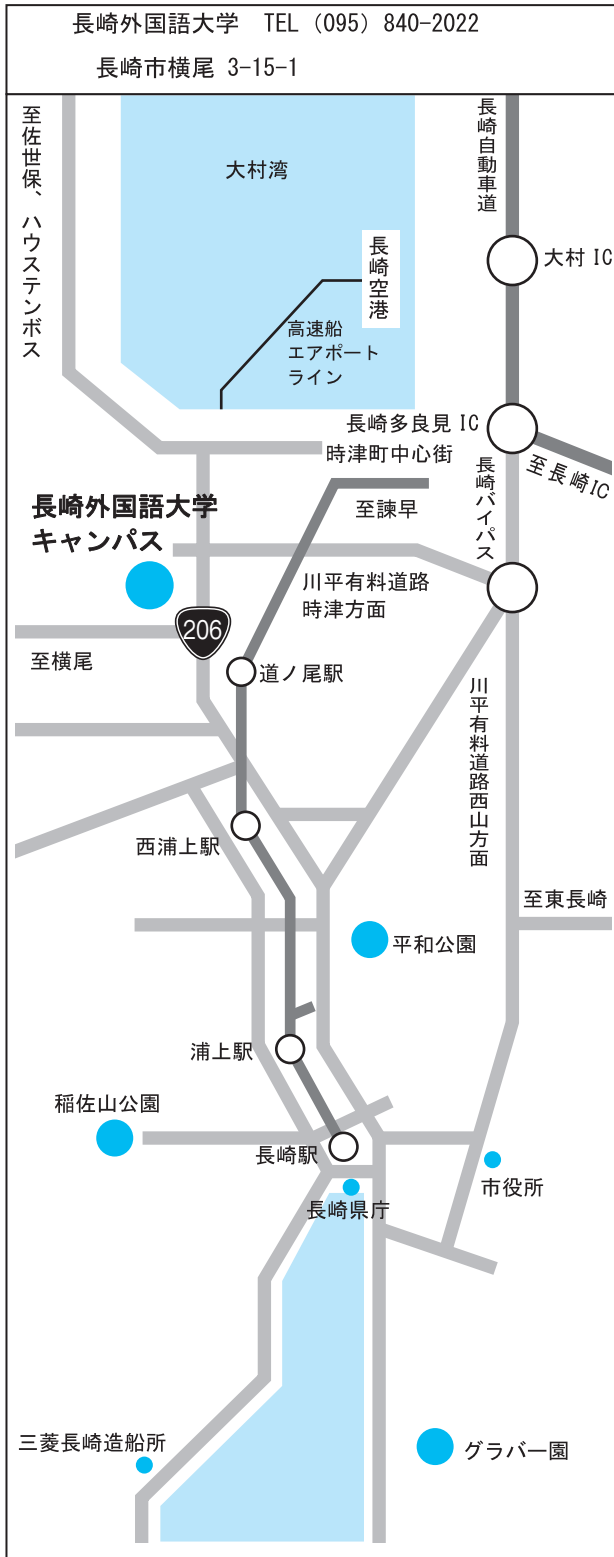 長崎外国語大学　TEL（095）840-2022
長崎市横尾 3-15-1
至佐世保、ハウステンボス
大村湾
長崎自動車道
長崎空港
大村 IC
高速船
エアポート
ライン
長崎多良見 IC
時津町中心街
至長崎IC
長崎バイパス
至諫早
長崎外国語大学
キャンパス
川平有料道路
時津方面
206
至横尾
道ノ尾駅
川平有料道路西山方面
西浦上駅
至東長崎
平和公園
浦上駅
稲佐山公園
長崎駅
市役所
長崎県庁
三菱長崎造船所
グラバー園